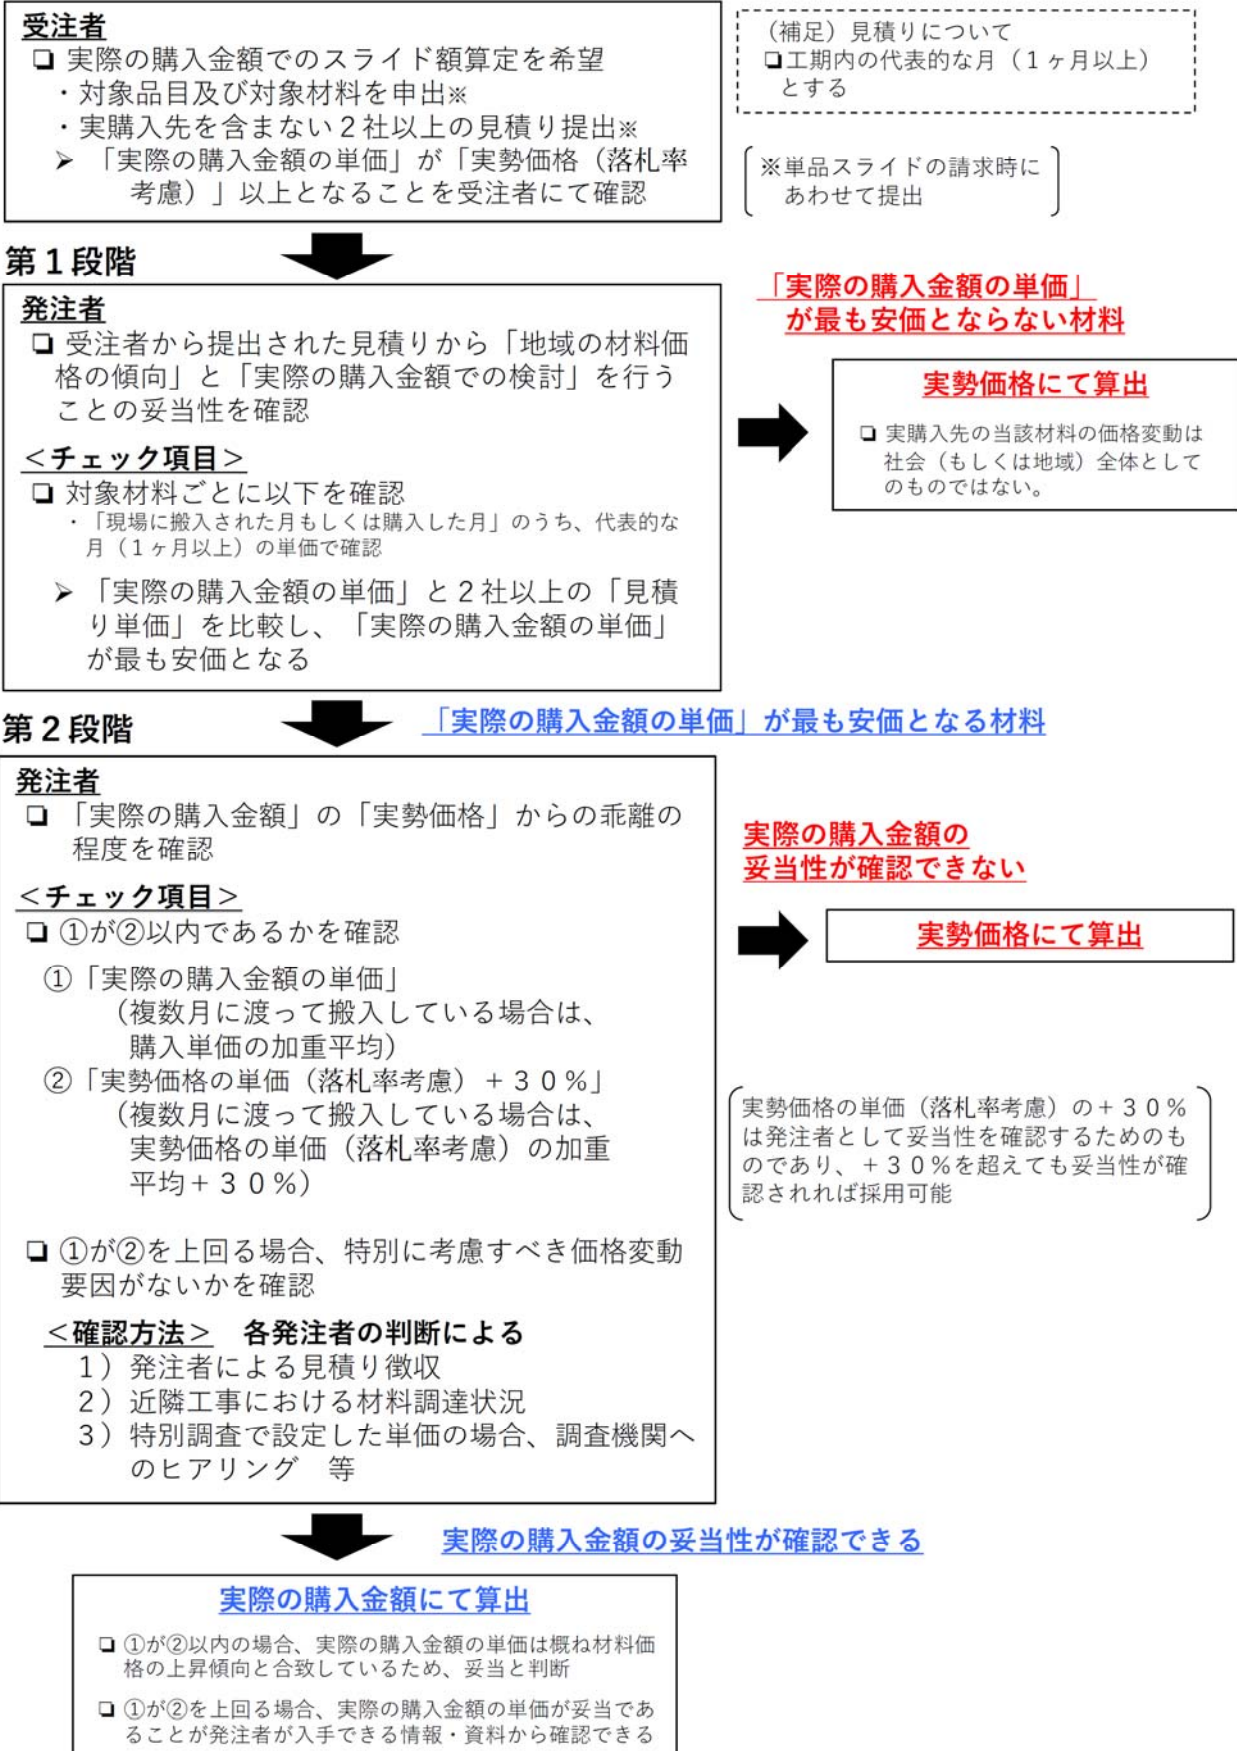 受注者
❏ 実際の購入金額でのスライド額算定を希望
・対象品目及び対象材料を申出※
・実購入先を含まない２社以上の見積り提出※
➢ 「実際の購入金額の単価」が「実勢価格（落札率
考慮）」以上となることを受注者にて確認
（補足）見積りについて
❏工期内の代表的な月（１ヶ月以上）
とする
※単品スライドの請求時に
あわせて提出
第１段階
発注者
❏ 受注者から提出された見積りから「地域の材料価
格の傾向」と「実際の購入金額での検討」を行う
ことの妥当性を確認
＜チェック項目＞
❏ 対象材料ごとに以下を確認
・「現場に搬入された月もしくは購入した月」のうち、代表的な
月（１ヶ月以上）の単価で確認
➢ 「実際の購入金額の単価」と２社以上の「見積
り単価」を比較し、「実際の購入金額の単価」
が最も安価となる
「実際の購入金額の単価」
が最も安価とならない材料
実勢価格にて算出
❏ 実購入先の当該材料の価格変動は
社会（もしくは地域）全体として
のものではない。
第２段階
「実際の購入金額の単価」が最も安価となる材料
発注者
❏ 「実際の購入金額」の「実勢価格」からの乖離の
程度を確認
＜チェック項目＞
❏ ①が②以内であるかを確認
①「実際の購入金額の単価」
（複数月に渡って搬入している場合は、
購入単価の加重平均）
②「実勢価格の単価（落札率考慮）＋３０％」
（複数月に渡って搬入している場合は、
実勢価格の単価（落札率考慮）の加重
平均＋３０％）
❏ ①が②を上回る場合、特別に考慮すべき価格変動
要因がないかを確認
＜確認方法＞ 各発注者の判断による
１）発注者による見積り徴収
２）近隣工事における材料調達状況
３）特別調査で設定した単価の場合、調査機関へ
のヒアリング 等
実際の購入金額の
妥当性が確認できない
実勢価格にて算出
実勢価格の単価（落札率考慮）の＋３０％
は発注者として妥当性を確認するためのも
のであり、＋３０％を超えても妥当性が確
認されれば採用可能
実際の購入金額の妥当性が確認できる
実際の購入金額にて算出
❏ ①が②以内の場合、実際の購入金額の単価は概ね材料価
格の上昇傾向と合致しているため、妥当と判断
❏ ①が②を上回る場合、実際の購入金額の単価が妥当であ
ることが発注者が入手できる情報・資料から確認できる